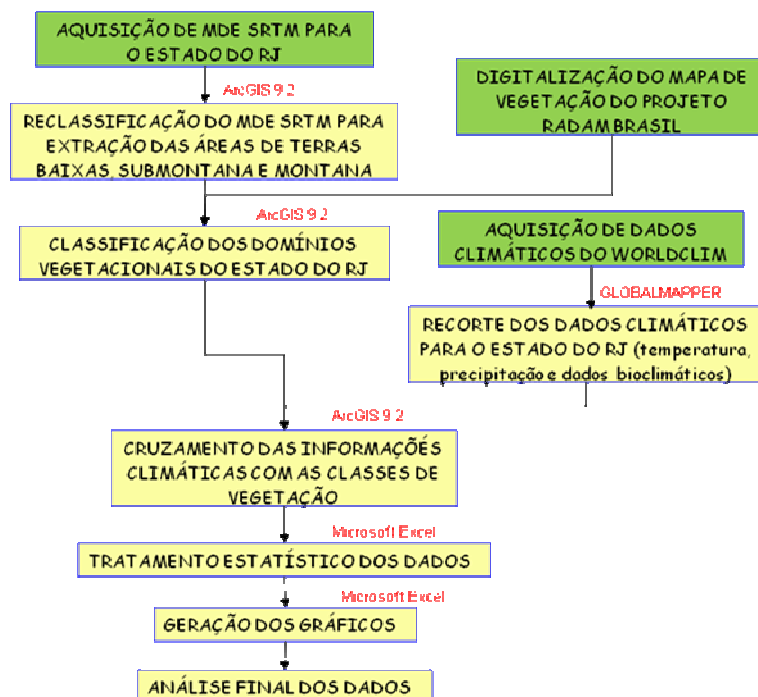 AQUISIÇÃO DE MDE SRTM PARA
O ESTADO DO RJ
ArcGIS 9.2
RECLASSIFICAÇÃO DO MDE SRTM PARA
EXTRAÇÃO DAS ÁREAS DE TERRAS
BAIXAS, SUBMONTANA E MONTANA
DIGITALIZAÇÃO DO MAPA DE
VEGETAÇÃO DO PROJETO
RADAMBRASIL
ArcGIS 9.2
CLASSIFICAÇÃO DOS DOMÍNIOS
VEGETACIONAIS DO ESTADO DO RJ
AQUISIÇÃO DE DADOS
CLIMÁTICOS DO WORLDCLIM
GLOBALMAPPER
RECORTE DOS DADOS CLIMÁTICOS
PARA O ESTADO DO RJ (temperatura,
precipitação e dados bioclimáticos)
ArcGIS 9.2
CRUZAMENTO DAS INFORMAÇÕES
CLIMÁTICAS COM AS CLASSES DE
VEGETAÇÃO
Microsoft Excel
TRATAMENTO ESTATÍSTICO DOS DADOS
Microsoft Excel
GERAÇÃO DOS GRÁFICOS
ANÁLISE FINAL DOS DADOS